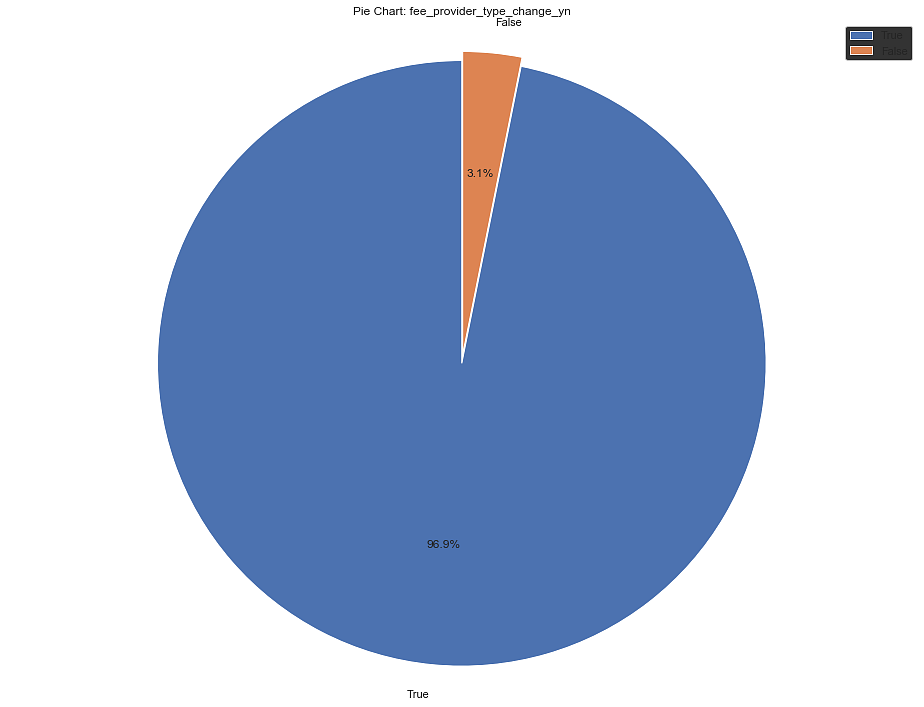 Pie Chart: fee_provider_type_change_yn
False
True
False
3.1%
96.9%
True